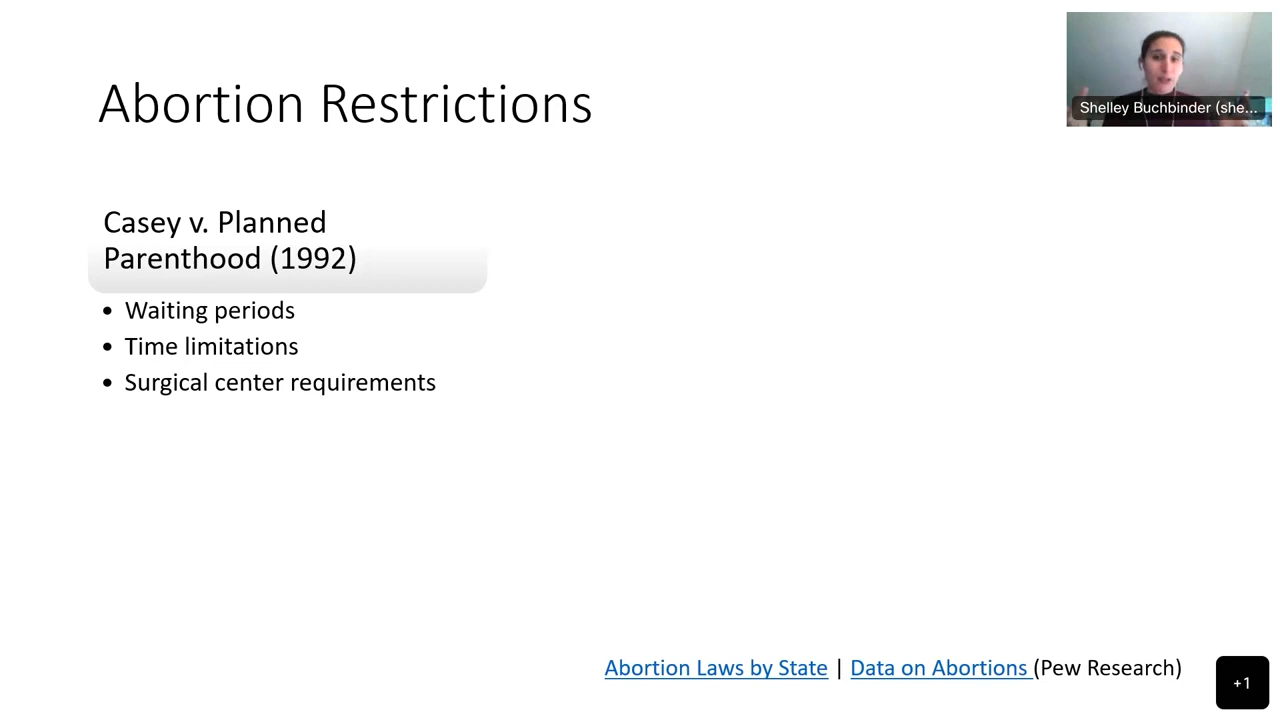 Abortion Restrictions
Shelley Buchbinder (she...
Casey v. Planned
Parenthood (1992)
• Waiting periods
• Time limitations
• Surgical center requirements
Abortion Laws by State | Data on Abortions (Pew Research)
+1